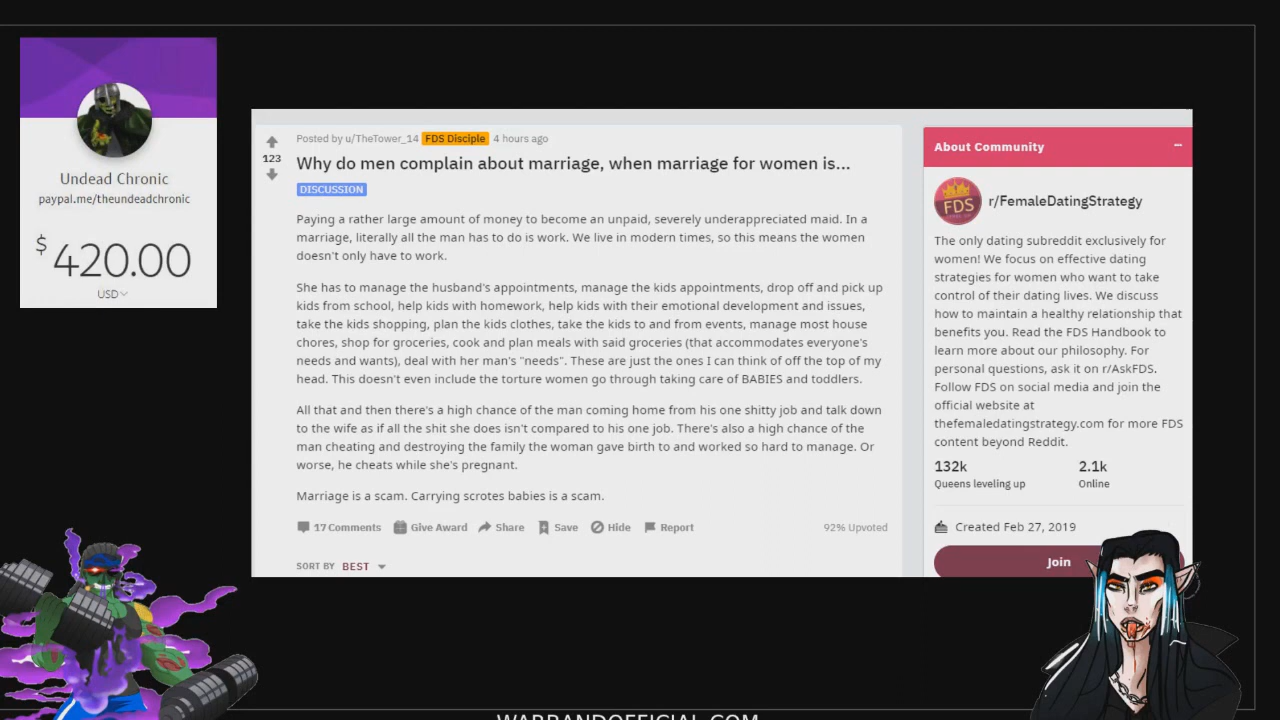 Undead Chronic
paypal.me/theundeadchronic
$420.00
USD
123
Posted by u/TheTower_14 FDS Disciple 4 hours ago
Why do men complain about marriage, when marriage for women is...
DISCUSSION
Paying a rather large amount of money to become an unpaid, severely underappreciated maid. In a
marriage, literally all the man has to do is work. We live in modern times, so this means the women
doesn't only have to work.
She has to manage the husband's appointments, manage the kids appointments, drop off and pick up
kids from school, help kids with homework, help kids with their emotional development and issues,
take the kids shopping, plan the kids clothes, take the kids to and from events, manage most house
chores, shop for groceries, cook and plan meals with said groceries (that accommodates everyone's
needs and wants), deal with her man's "needs". These are just the ones I can think of off the top of my
head. This doesn't even include the torture women go through taking care of BABIES and toddlers.
All that and then there's a high chance of the man coming home from his one shitty job and talk down
to the wife as if all the shit she does isn't compared to his one job. There's also a high chance of the
man cheating and destroying the family the woman gave birth to and worked so hard to manage. Or
worse, he cheats while she's pregnant.
Marriage is a scam. Carrying scrotes babies is a scam.
17 Comments Give Award Share Save Hide Report 92% Upvoted
SORT BY BEST
About Community
FDS
r/FemaleDatingStrategy
The only dating subreddit exclusively for
women! We focus on effective dating
strategies for women who want to take
control of their dating lives. We discuss
how to maintain a healthy relationship that
benefits you. Read the FDS Handbook to
learn more about our philosophy. For
personal questions, ask it on r/AskFDS.
Follow FDS on social media and join the
official website at
thefemaledatingstrategy.com for more FDS
content beyond Reddit.
132k 2.1k
Queens leveling up Online
Created Feb 27, 2019
Join
WARBANDOFFICIAL.COM